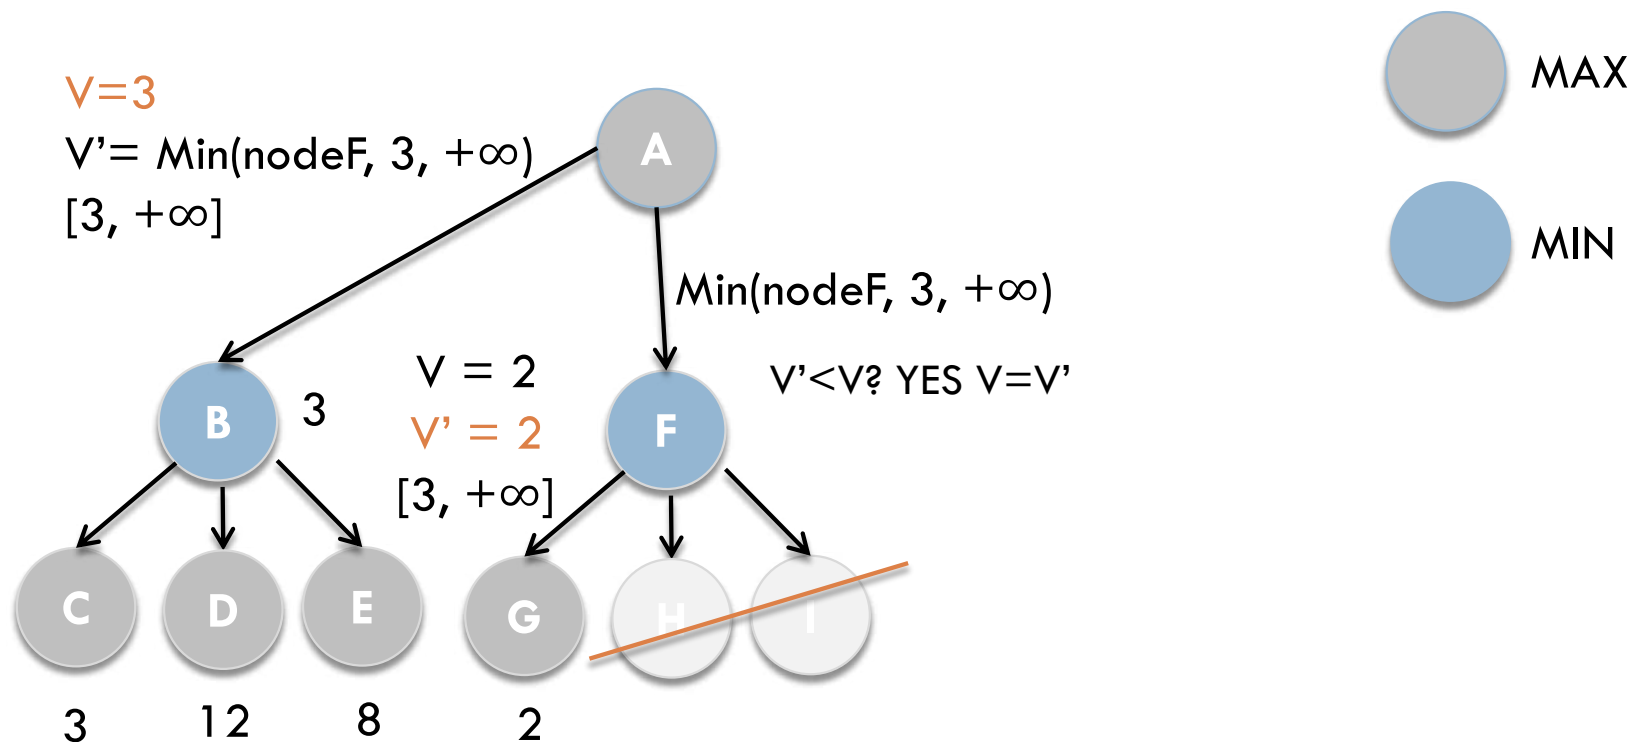 V=3
V'= Min(nodeF, 3, +∞)
[3, +∞]
A
MAX
MIN
Min(nodeF, 3, +∞)
V = 2
V' = 2
[3, +∞]
V'<V? YES V=V'
B
3
F
C
D
E
G
H
I
3
12
8
2